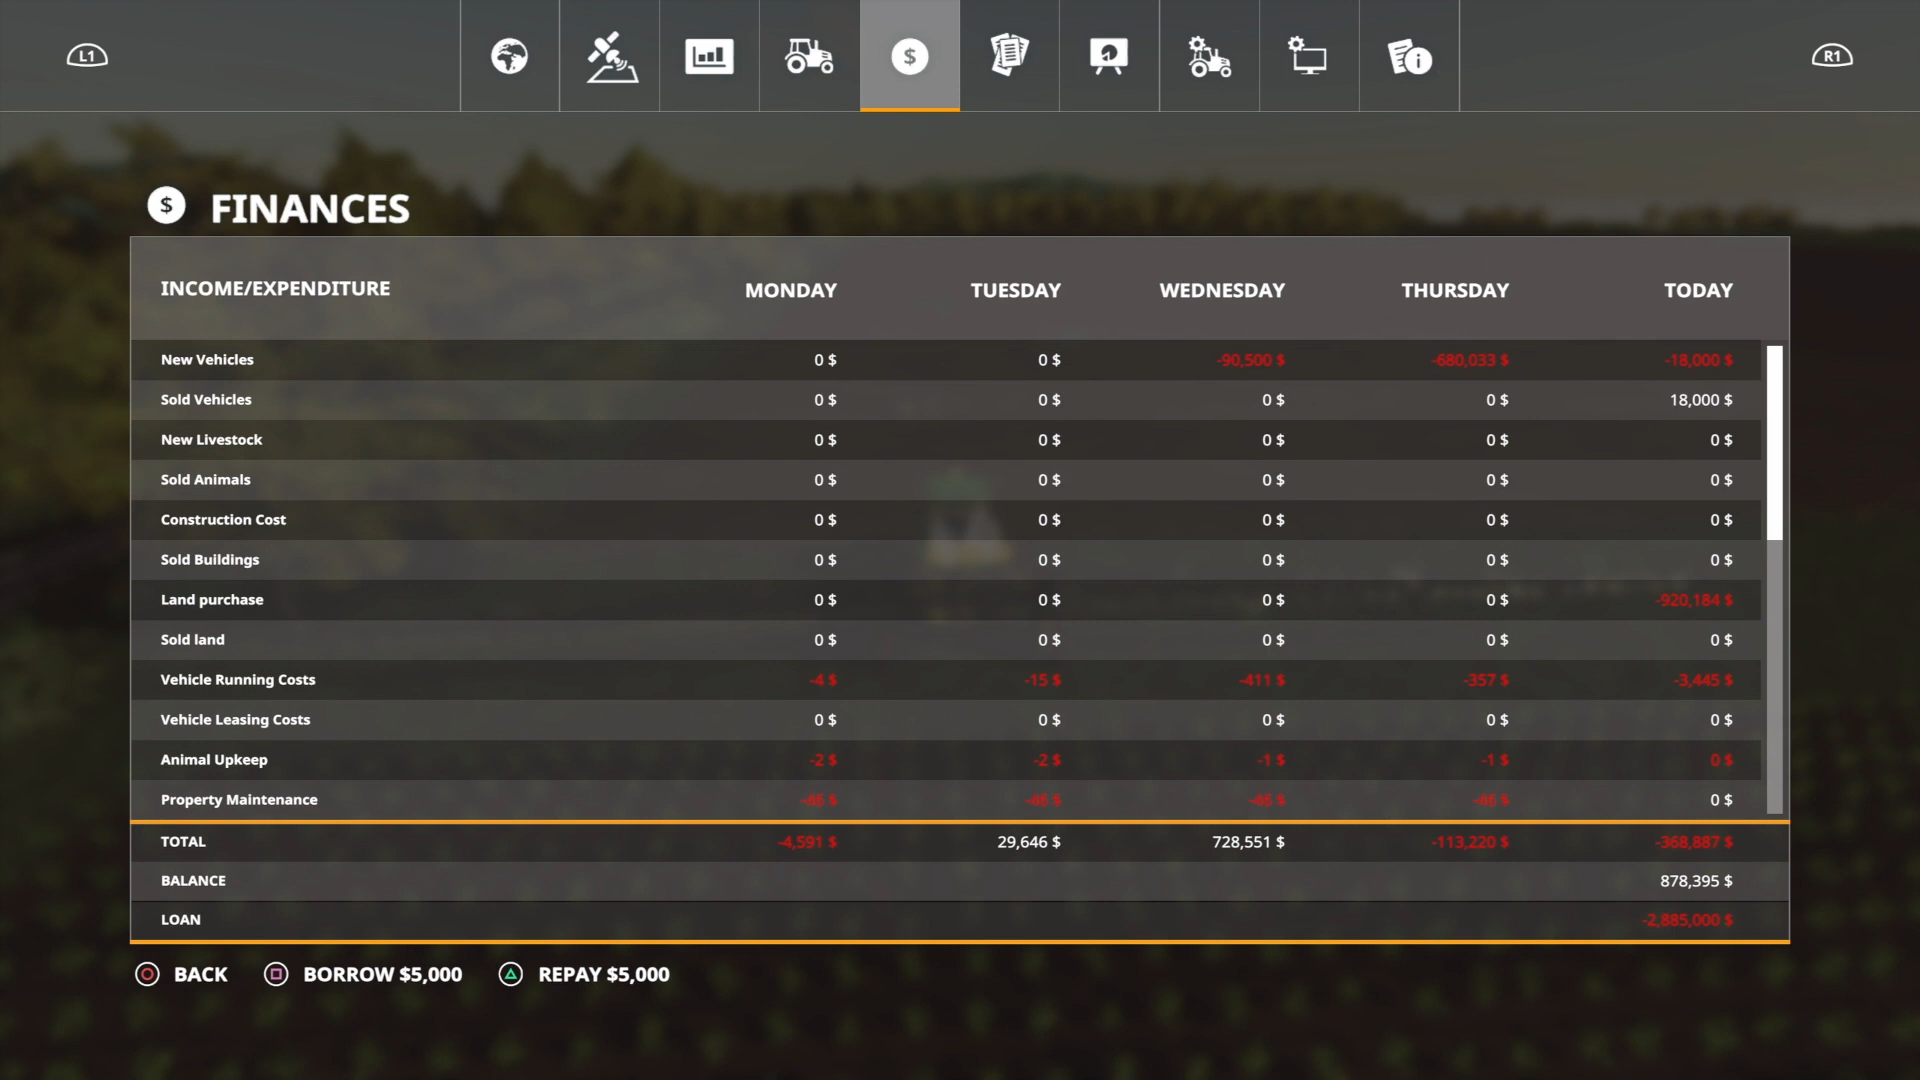 L1 $ R1
$ FINANCES
INCOME/EXPENDITURE MONDAY TUESDAY WEDNESDAY THURSDAY TODAY
New Vehicles 0 $ 0 $ -90,500 $ -680,033 $ -18,000 $
Sold Vehicles 0 $ 0 $ 0 $ 0 $ 18,000 $
New Livestock 0 $ 0 $ 0 $ 0 $ 0 $
Sold Animals 0 $ 0 $ 0 $ 0 $ 0 $
Construction Cost 0 $ 0 $ 0 $ 0 $ 0 $
Sold Buildings 0 $ 0 $ 0 $ 0 $ 0 $
Land purchase 0 $ 0 $ 0 $ 0 $ -920,184 $
Sold land 0 $ 0 $ 0 $ 0 $ 0 $
Vehicle Running Costs -4 $ -15 $ -411 $ -357 $ -3,445 $
Vehicle Leasing Costs 0 $ 0 $ 0 $ 0 $ 0 $
Animal Upkeep -2 $ -2 $ -1 $ -1 $ 0 $
Property Maintenance -46 $ -46 $ -46 $ -46 $ 0 $
TOTAL -4,591 $ 29,646 $ 728,551 $ -113,220 $ -368,887 $
BALANCE 878,395 $
LOAN -2,885,000 $
BACK BORROW $5,000 REPAY $5,000